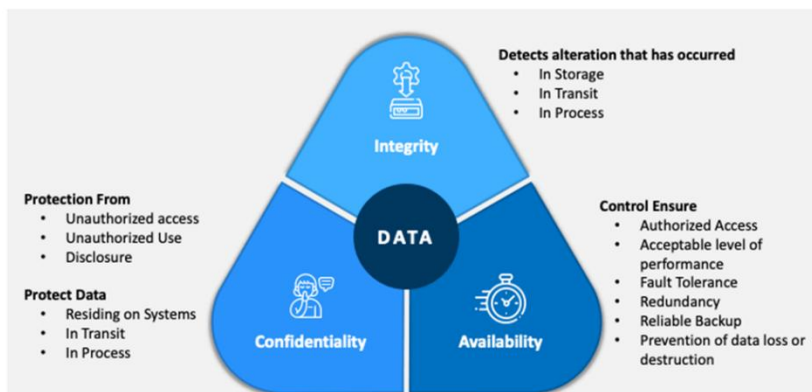 Detects alteration that has occurred
• In Storage
• In Transit
• In Process
Integrity
Protection From
• Unauthorized access
• Unauthorized Use
• Disclosure
Protect Data
• Residing on Systems
• In Transit
• In Process
DATA
Confidentiality
Availability
Control Ensure
• Authorized Access
• Acceptable level of
performance
• Fault Tolerance
• Redundancy
• Reliable Backup
• Prevention of data loss or
destruction